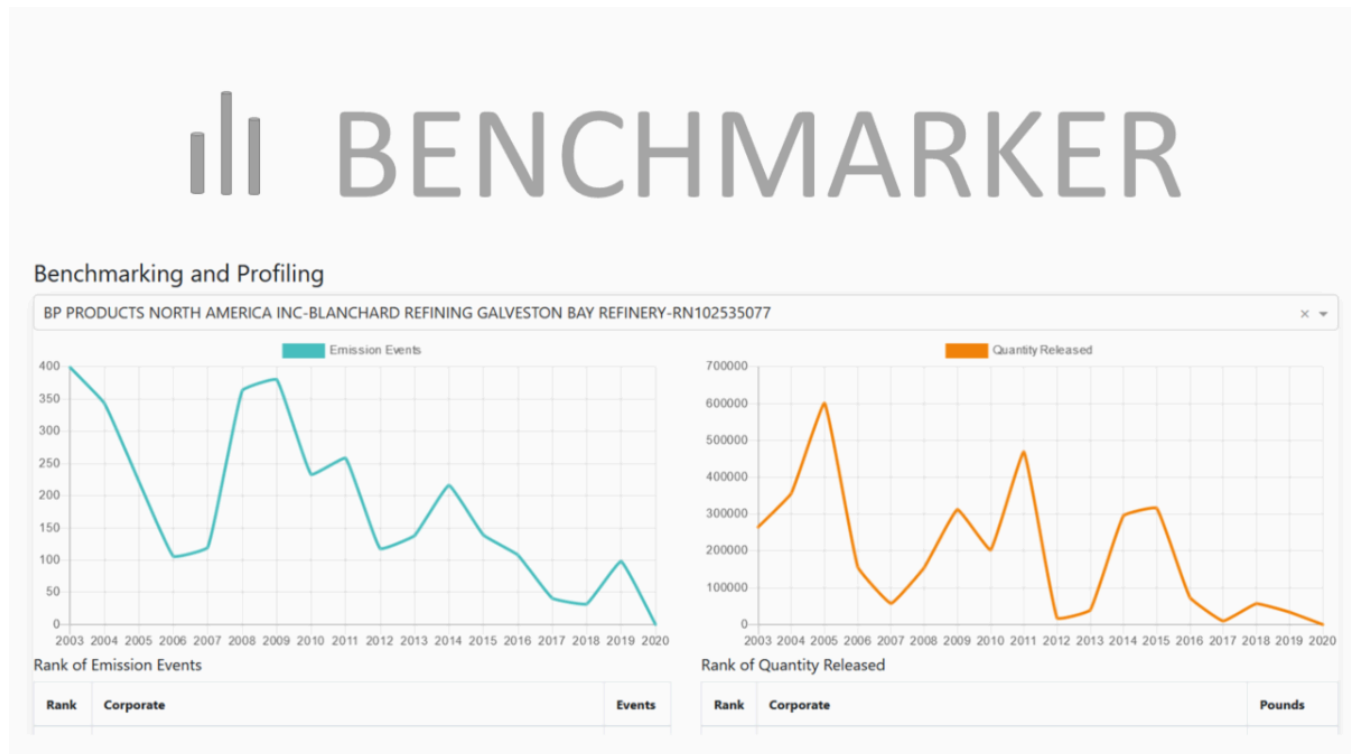 BENCHMARKER
Benchmarking and Profiling
BP PRODUCTS NORTH AMERICA INC-BLANCHARD REFINING GALVESTON BAY REFINERY-RN102535077
× 
Emission Events
400
350
300
250
200
150
100
50
0
2003 2004 2005 2006 2007 2008 2009 2010 2011 2012 2013 2014 2015 2016 2017 2018 2019 2020
Quantity Released
700000
600000
500000
400000
300000
200000
100000
0
2003 2004 2005 2006 2007 2008 2009 2010 2011 2012 2013 2014 2015 2016 2017 2018 2019 2020
Rank of Emission Events
Rank Corporate Events
Rank of Quantity Released
Rank Corporate Pounds